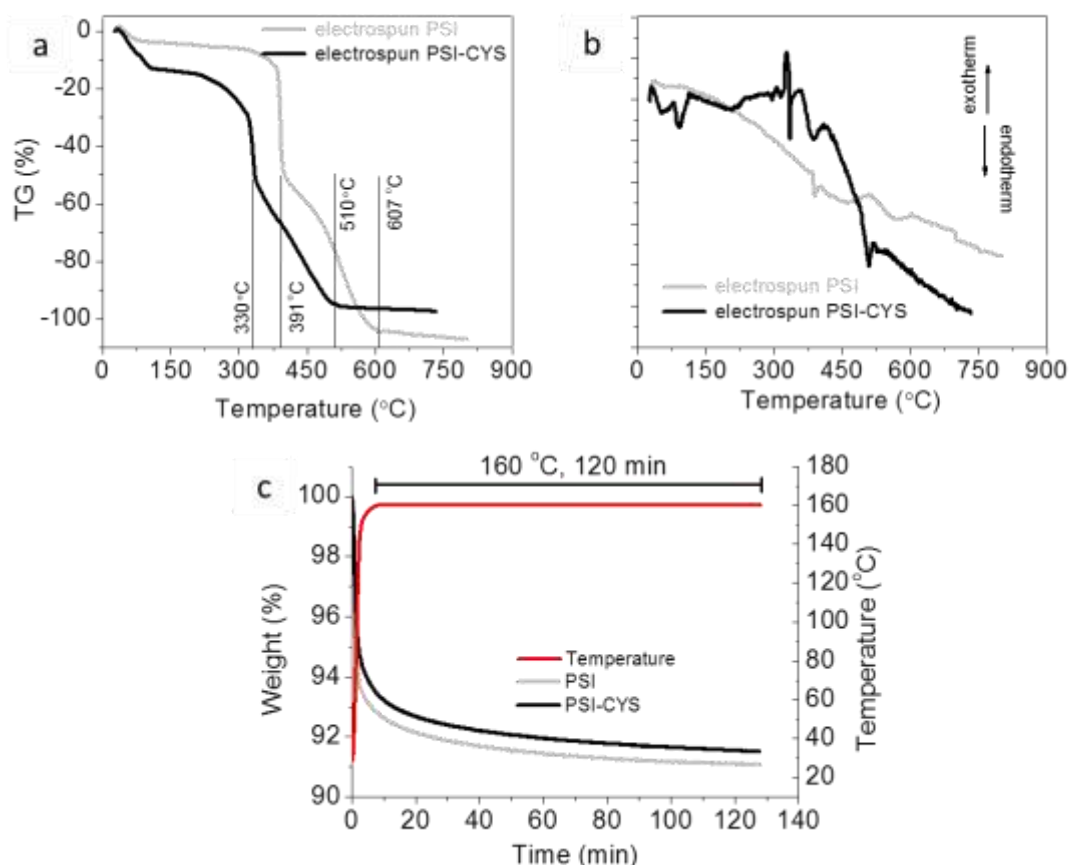 a
electrospun PSI
electrospun PSI-CYS
0
-20
-40
-60
-80
-100
TG (%)
330°C
391°C
510°C
607 °C
0 150 300 450 600 750 900
Temperature (°C)
b
exotherm
endotherm
electrospun PSI
electrospun PSI-CYS
0 150 300 450 600 750 900
Temperature (°C)
c
160 °C, 120 min
100
98
96
94
92
90
Weight (%)
Temperature
PSI
PSI-CYS
180
160
140
120
100
80
60
40
20
Temperature (°C)
0 20 40 60 80 100 120 140
Time (min)